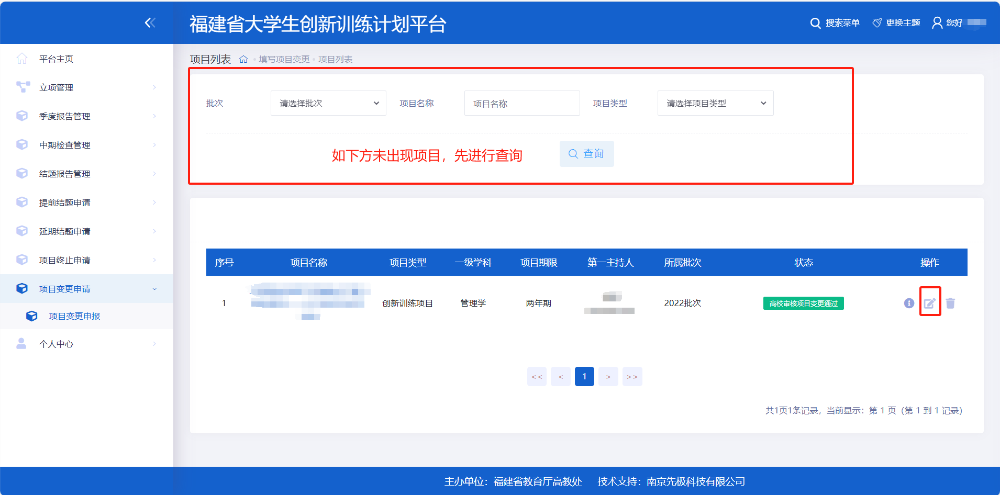 福建省大学生创新训练计划平台
搜索菜单 更换主题 您好
平台主页
立项管理
季度报告管理
中期检查管理
结题报告管理
提前结题申请
延期结题申请
项目终止申请
项目变更申请
项目变更申报
个人中心
项目列表 填写项目变更 项目列表
批次 请选择批次 项目名称 项目名称 项目类型 请选择项目类型
如下方未出现项目，先进行查询 查询
序号 项目名称 项目类型 一级学科 项目期限 第一主持人 所属批次 状态 操作
1 创新训练项目 管理学 两年期 2022批次 高校审核项目变更通过
<< < 1 > >>
共1页1条记录，当前显示：第 1 页（第 1 到 1 记录）
主办单位：福建省教育厅高教处 技术支持：南京先极科技有限公司